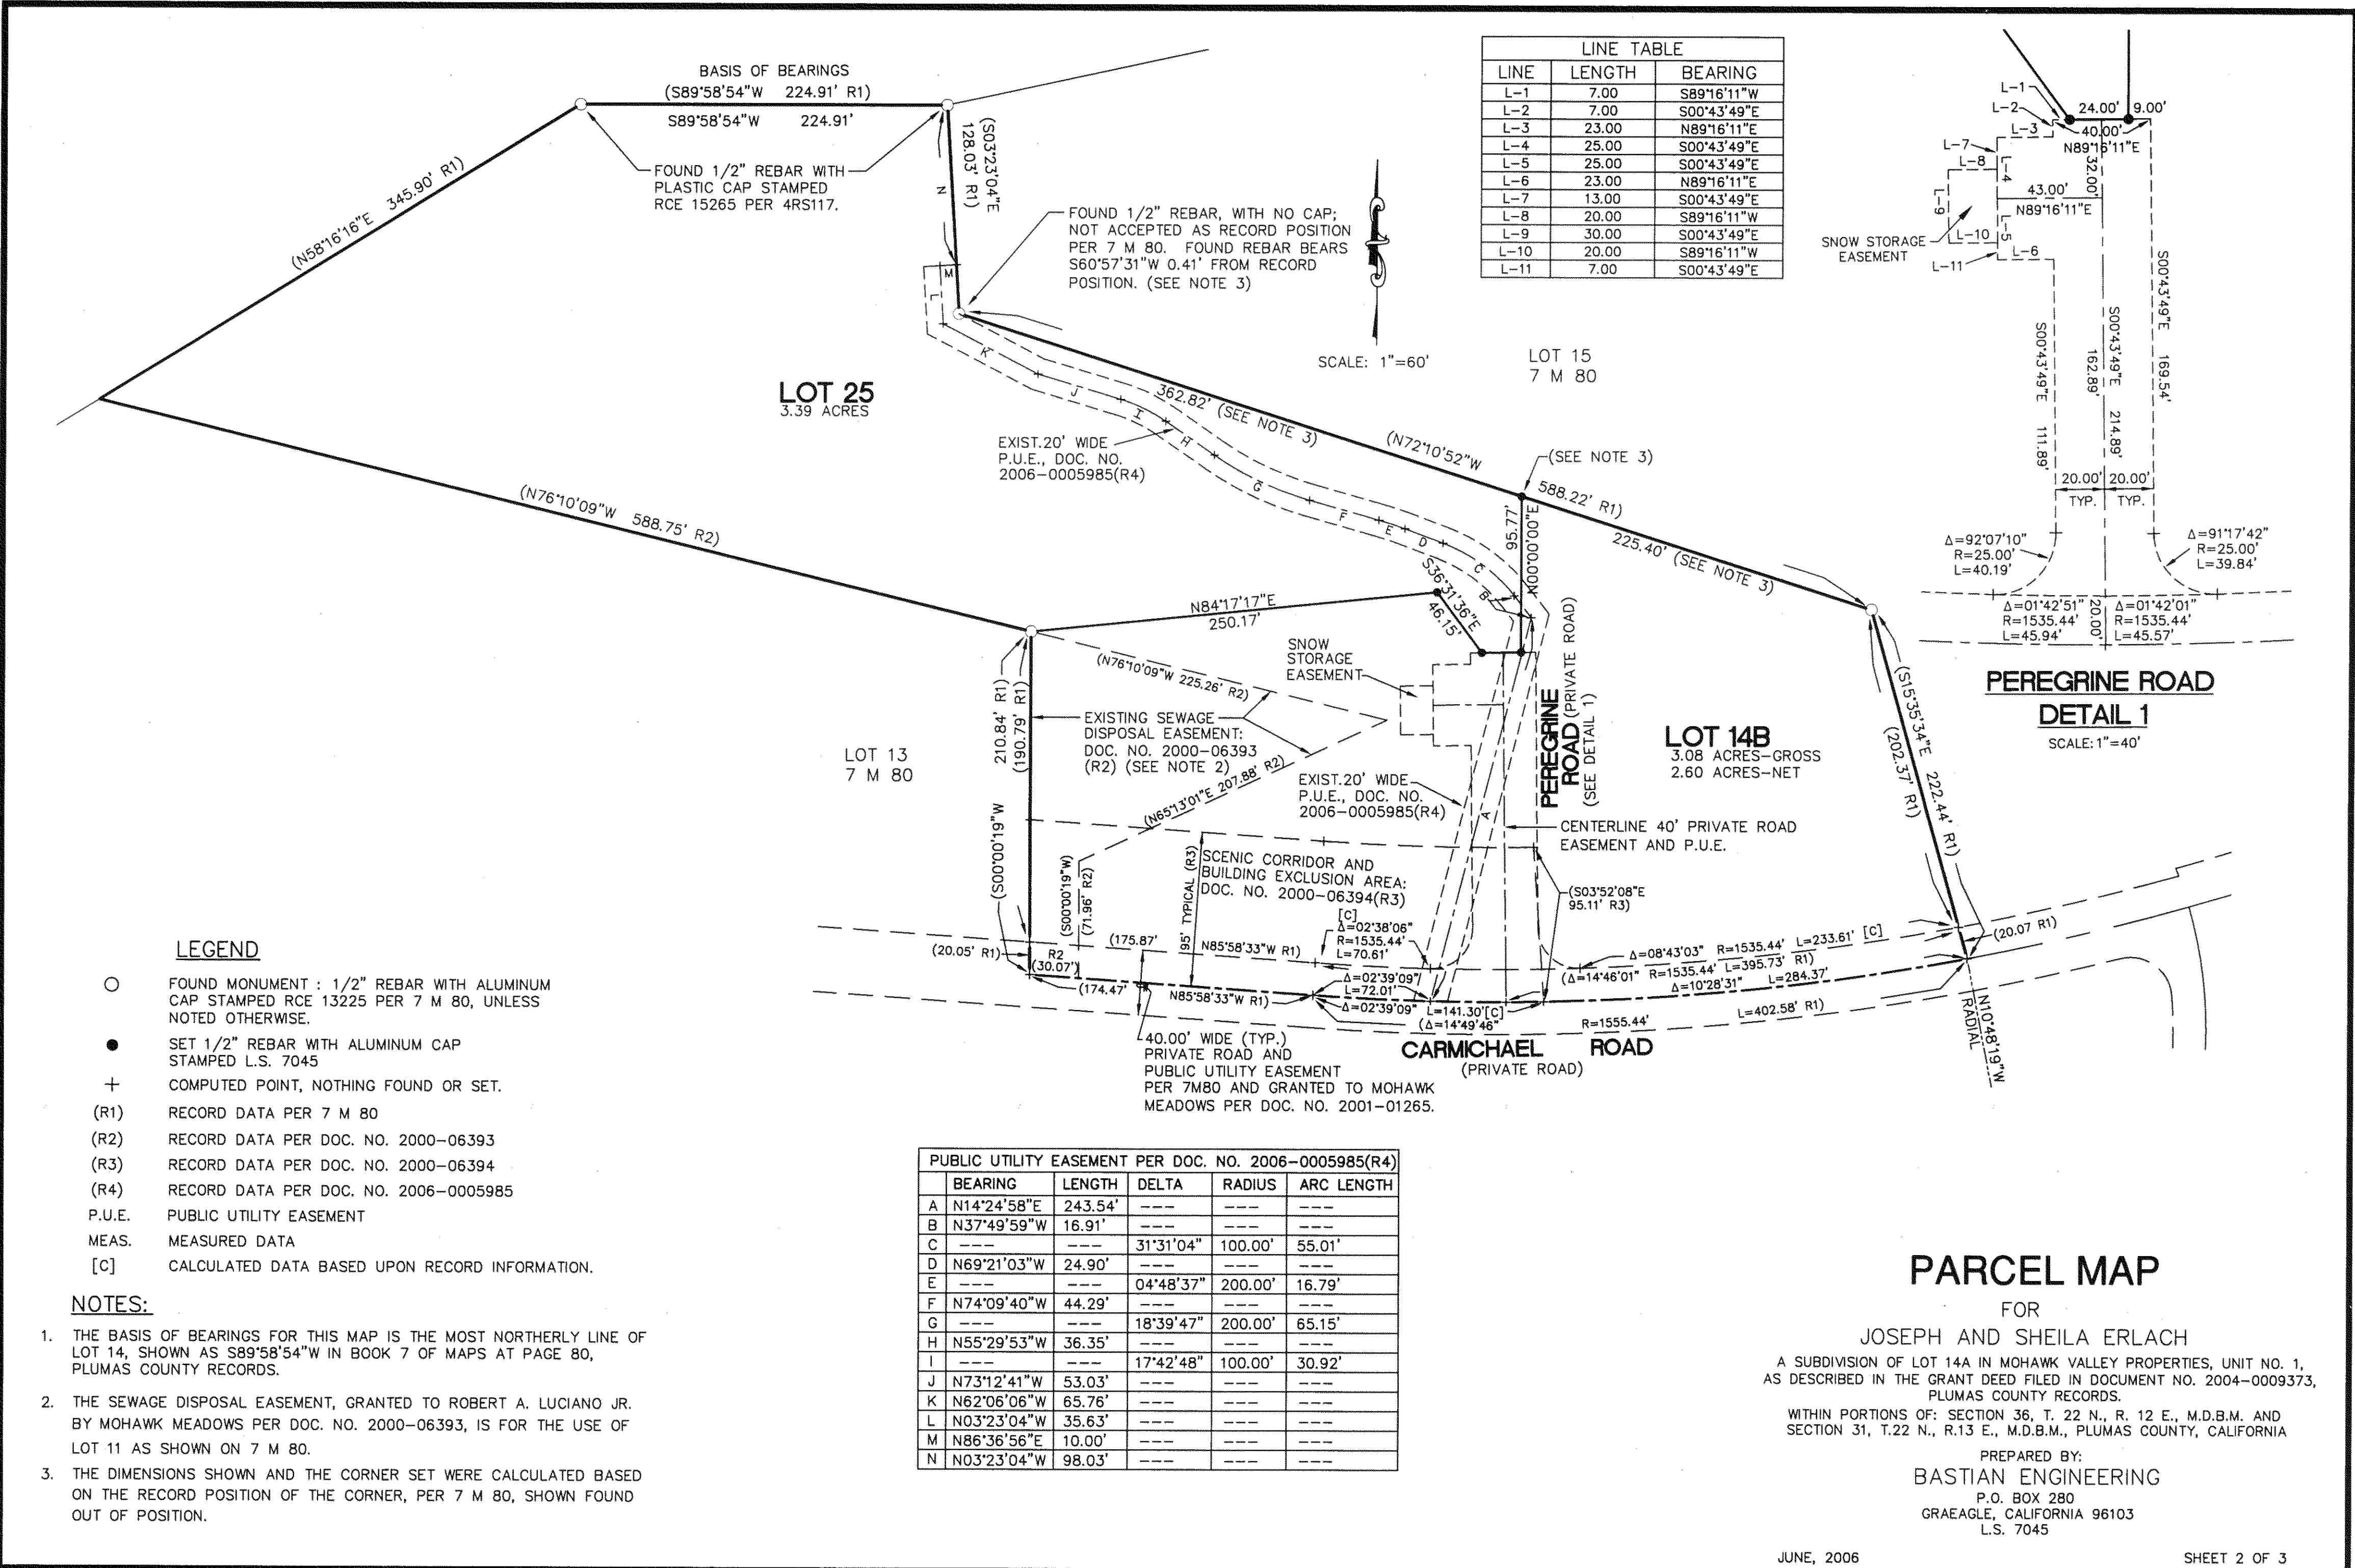 BASIS OF BEARINGS
(S89°58'54"W 224.91' R1)
S89°58'54"W 224.91'
(N58°16'16"E 345.90' R1)
(S03°23'04"E
128.03' R1)
N
FOUND 1/2" REBAR WITH
PLASTIC CAP STAMPED
RCE 15265 PER 4RS117.
FOUND 1/2" REBAR, WITH NO CAP;
NOT ACCEPTED AS RECORD POSITION
PER 7 M 80. FOUND REBAR BEARS
S60°57'31"W 0.41' FROM RECORD
POSITION. (SEE NOTE 3)
SCALE: 1"=60'
LINE TABLE
LINE LENGTH BEARING
L-1 7.00 S89°16'11"W
L-2 7.00 S00°43'49"E
L-3 23.00 N89°16'11"E
L-4 25.00 S00°43'49"E
L-5 25.00 S00°43'49"E
L-6 23.00 N89°16'11"E
L-7 13.00 S00°43'49"E
L-8 20.00 S89°16'11"W
L-9 30.00 S00°43'49"E
L-10 20.00 S89°16'11"W
L-11 7.00 S00°43'49"E
L-1
L-2
L-3
24.00' 9.00'
40.00'
N89°16'11"E
L-7
L-8
L-4
32.00'
L-9
43.00'
N89°16'11"E
L-10
L-5
L-6
L-11
SNOW STORAGE
EASEMENT
S00°43'49"E 111.89'
S00°43'49"E 214.89'
162.89'
S00°43'49"E 169.54'
20.00' 20.00'
TYP. TYP.
Δ=92°07'10"
R=25.00'
L=40.19'
Δ=91°17'42"
R=25.00'
L=39.84'
Δ=01°42'51"
R=1535.44'
L=45.94'
20.00'
Δ=01°42'01"
R=1535.44'
L=45.57'
PEREGRINE ROAD
DETAIL 1
SCALE: 1"=40'
LOT 15
7 M 80
LOT 25
3.39 ACRES
M
L
K
J
I
H
G
F
E
D
C
B
A
362.82' (SEE NOTE 3)
(N72°10'52"W
588.22' R1)
(SEE NOTE 3)
225.40' (SEE NOTE 3)
EXIST.20' WIDE
P.U.E., DOC. NO.
2006-0005985(R4)
(N76°10'09"W 588.75' R2)
N84°17'17"E
250.17'
S36°31'36"E
46.15'
95.77'
N00°00'00"E
(N76°10'09"W 225.26' R2)
SNOW
STORAGE
EASEMENT
EXISTING SEWAGE
DISPOSAL EASEMENT:
DOC. NO. 2000-06393
(R2) (SEE NOTE 2)
(N65°13'01"E 207.88' R2)
210.84' R1)
(190.79' R1)
(S00°00'19"W
LOT 13
7 M 80
PEREGRINE
ROAD (PRIVATE ROAD)
(SEE DETAIL 1)
LOT 14B
3.08 ACRES-GROSS
2.60 ACRES-NET
(S15°35'34"E 222.44' R1)
(202.37' R1)
EXIST.20' WIDE
P.U.E., DOC. NO.
2006-0005985(R4)
CENTERLINE 40' PRIVATE ROAD
EASEMENT AND P.U.E.
(S00°00'19"W)
(71.96' R2)
95' TYPICAL (R3)
SCENIC CORRIDOR AND
BUILDING EXCLUSION AREA:
DOC. NO. 2000-06394(R3)
(S03°52'08"E
95.11' R3)
[C]
Δ=02°38'06"
R=1535.44'
L=70.61'
(175.87' N85°58'33"W R1)
(20.05' R1)
R2
(30.07')
(174.47' N85°58'33"W R1)
Δ=02°39'09"
L=72.01'
Δ=02°39'09" L=141.30'[C]
(Δ=14°49'46" R=1555.44' L=402.58' R1)
Δ=08°43'03" R=1535.44' L=233.61' [C]
(Δ=14°46'01" R=1535.44' L=395.73' R1)
Δ=10°28'31" L=284.37'
(20.07 R1)
N10°48'19"W
RADIAL
40.00' WIDE (TYP.)
PRIVATE ROAD AND
PUBLIC UTILITY EASEMENT
PER 7M80 AND GRANTED TO MOHAWK
MEADOWS PER DOC. NO. 2001-01265.
CARMICHAEL ROAD
(PRIVATE ROAD)
LEGEND
FOUND MONUMENT : 1/2" REBAR WITH ALUMINUM
CAP STAMPED RCE 13225 PER 7 M 80, UNLESS
NOTED OTHERWISE.
SET 1/2" REBAR WITH ALUMINUM CAP
STAMPED L.S. 7045
COMPUTED POINT, NOTHING FOUND OR SET.
(R1) RECORD DATA PER 7 M 80
(R2) RECORD DATA PER DOC. NO. 2000-06393
(R3) RECORD DATA PER DOC. NO. 2000-06394
(R4) RECORD DATA PER DOC. NO. 2006-0005985
P.U.E. PUBLIC UTILITY EASEMENT
MEAS. MEASURED DATA
[C] CALCULATED DATA BASED UPON RECORD INFORMATION.
NOTES:
1. THE BASIS OF BEARINGS FOR THIS MAP IS THE MOST NORTHERLY LINE OF
LOT 14, SHOWN AS S89°58'54"W IN BOOK 7 OF MAPS AT PAGE 80,
PLUMAS COUNTY RECORDS.
2. THE SEWAGE DISPOSAL EASEMENT, GRANTED TO ROBERT A. LUCIANO JR.
BY MOHAWK MEADOWS PER DOC. NO. 2000-06393, IS FOR THE USE OF
LOT 11 AS SHOWN ON 7 M 80.
3. THE DIMENSIONS SHOWN AND THE CORNER SET WERE CALCULATED BASED
ON THE RECORD POSITION OF THE CORNER, PER 7 M 80, SHOWN FOUND
OUT OF POSITION.
PUBLIC UTILITY EASEMENT PER DOC. NO. 2006-0005985(R4)
BEARING LENGTH DELTA RADIUS ARC LENGTH
A N14°24'58"E 243.54' --- --- ---
B N37°49'59"W 16.91' --- --- ---
C --- --- 31°31'04" 100.00' 55.01'
D N69°21'03"W 24.90' --- --- ---
E --- --- 04°48'37" 200.00' 16.79'
F N74°09'40"W 44.29' --- --- ---
G --- --- 18°39'47" 200.00' 65.15'
H N55°29'53"W 36.35' --- --- ---
I --- --- 17°42'48" 100.00' 30.92'
J N73°12'41"W 53.03' --- --- ---
K N62°06'06"W 65.76' --- --- ---
L N03°23'04"W 35.63' --- --- ---
M N86°36'56"E 10.00' --- --- ---
N N03°23'04"W 98.03' --- --- ---
PARCEL MAP
FOR
JOSEPH AND SHEILA ERLACH
A SUBDIVISION OF LOT 14A IN MOHAWK VALLEY PROPERTIES, UNIT NO. 1,
AS DESCRIBED IN THE GRANT DEED FILED IN DOCUMENT NO. 2004-0009373,
PLUMAS COUNTY RECORDS.
WITHIN PORTIONS OF: SECTION 36, T. 22 N., R. 12 E., M.D.B.M. AND
SECTION 31, T.22 N., R.13 E., M.D.B.M., PLUMAS COUNTY, CALIFORNIA
PREPARED BY:
BASTIAN ENGINEERING
P.O. BOX 280
GRAEAGLE, CALIFORNIA 96103
L.S. 7045
JUNE, 2006
SHEET 2 OF 3